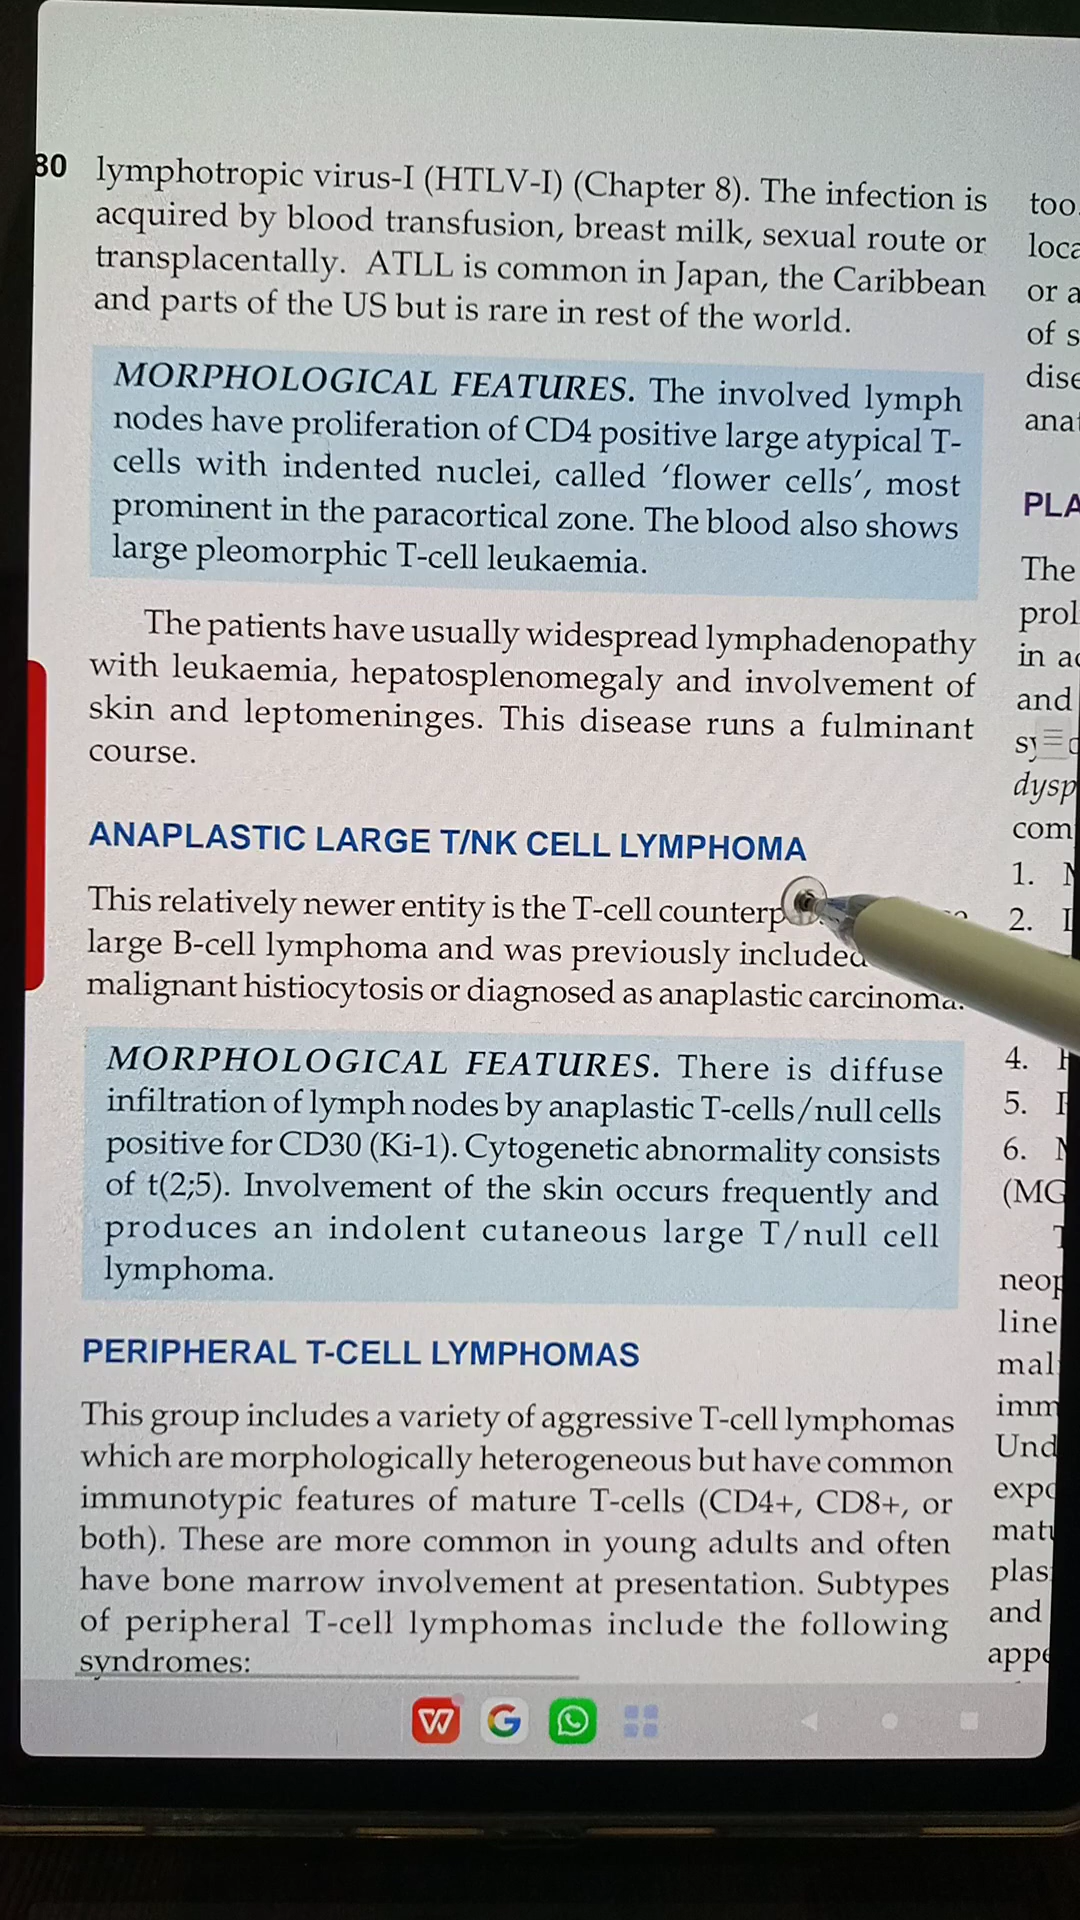 80
lymphotropic virus-I (HTLV-I) (Chapter 8). The infection is
acquired by blood transfusion, breast milk, sexual route or
transplacentally. ATLL is common in Japan, the Caribbean
and parts of the US but is rare in rest of the world.
MORPHOLOGICAL FEATURES. The involved lymph
nodes have proliferation of CD4 positive large atypical T-
cells with indented nuclei, called ‘flower cells’, most
prominent in the paracortical zone. The blood also shows
large pleomorphic T-cell leukaemia.
The patients have usually widespread lymphadenopathy
with leukaemia, hepatosplenomegaly and involvement of
skin and leptomeninges. This disease runs a fulminant
course.
ANAPLASTIC LARGE T/NK CELL LYMPHOMA
This relatively newer entity is the T-cell
large B-cell lymphoma and was previously included
malignant histiocytosis or diagnosed as anaplastic carcinoma.
MORPHOLOGICAL FEATURES. There is diffuse
infiltration of lymph nodes by anaplastic T-cells/null cells
positive for CD30 (Ki-1). Cytogenetic abnormality consists
of t(2;5). Involvement of the skin occurs frequently and
produces an indolent cutaneous large T/null cell
lymphoma.
PERIPHERAL T-CELL LYMPHOMAS
This group includes a variety of aggressive T-cell lymphomas
which are morphologically heterogeneous but have common
immunotypic features of mature T-cells (CD4+, CD8+, or
both). These are more common in young adults and often
have bone marrow involvement at presentation. Subtypes
of peripheral T-cell lymphomas include the following
syndromes:
too
or a
of s
PLA
The
in
and
1.
2.
4.
5.
6.
(MG
line
Und
and